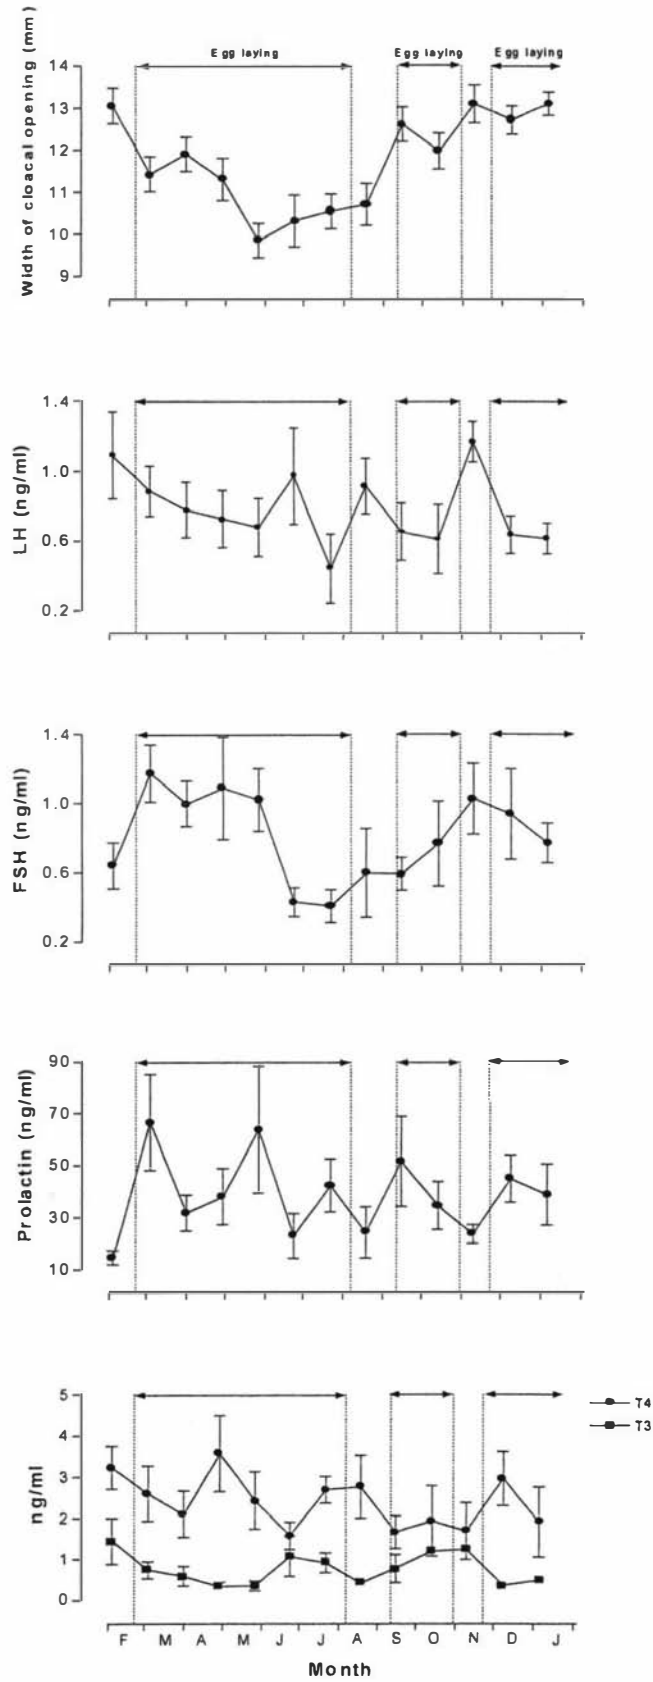 Egg laying Egg laying Egg laying
Width of cloacal opening (mm)
14
13
12
11
10
9
LH (ng/ml)
1.4
1.0
0.6
0.2
FSH (ng/ml)
1.4
1.0
0.6
0.2
Prolactin (ng/ml)
90
70
50
30
10
ng/ml
5
4
3
2
1
0
T4
T3
F M A M J J A S O N D J
Month